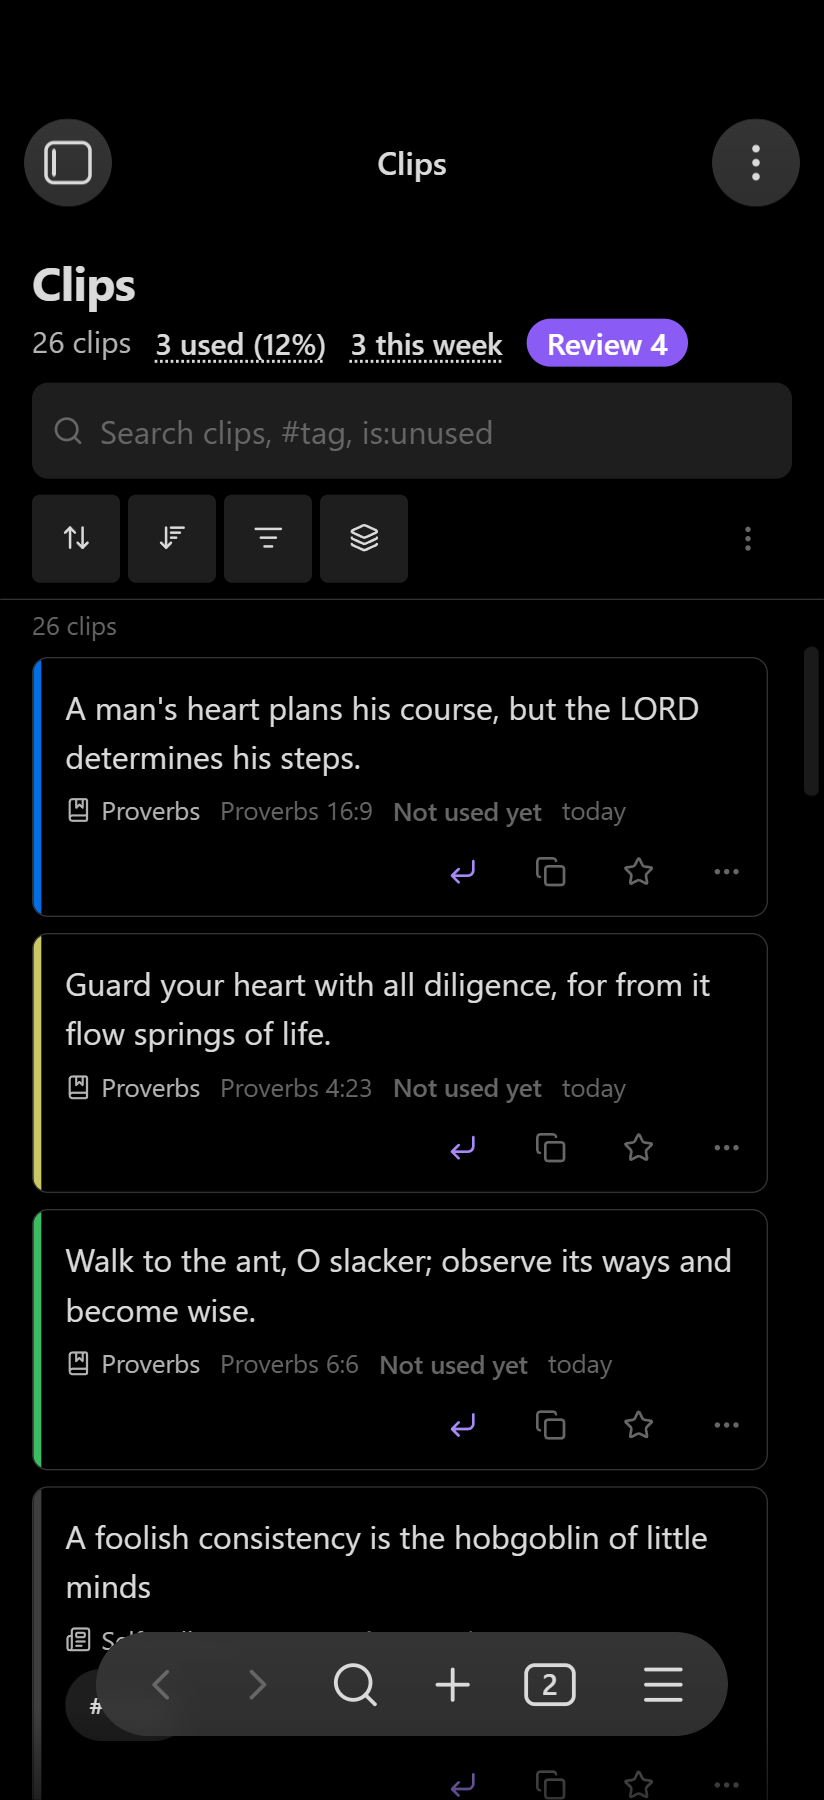 Clips
Clips
26 clips 3 used (12%) 3 this week Review 4
Search clips, #tag, is:unused
26 clips
A man's heart plans his course, but the LORD
determines his steps.
Proverbs Proverbs 16:9 Not used yet today
Guard your heart with all diligence, for from it
flow springs of life.
Proverbs Proverbs 4:23 Not used yet today
Walk to the ant, O slacker; observe its ways and
become wise.
Proverbs Proverbs 6:6 Not used yet today
A foolish consistency is the hobgoblin of little
minds
#
2